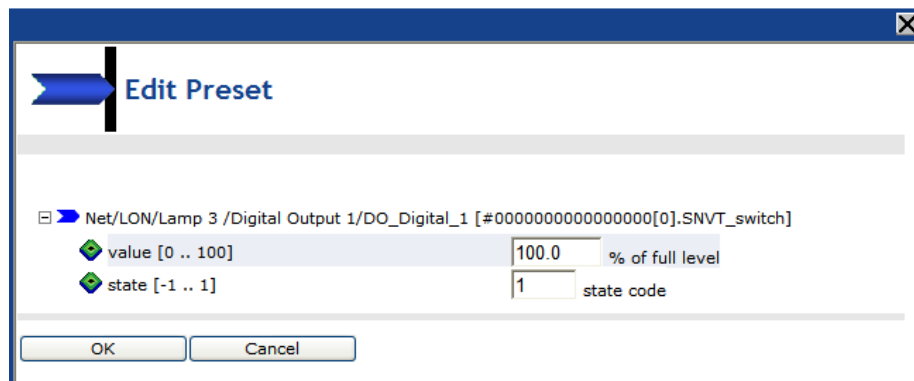 Edit Preset
Net/LON/Lamp 3 /Digital Output 1/DO_Digital_1 [#0000000000000000[0].SNVT_switch]
value [0 .. 100] 100.0 % of full level
state [-1 .. 1] 1 state code
OK Cancel